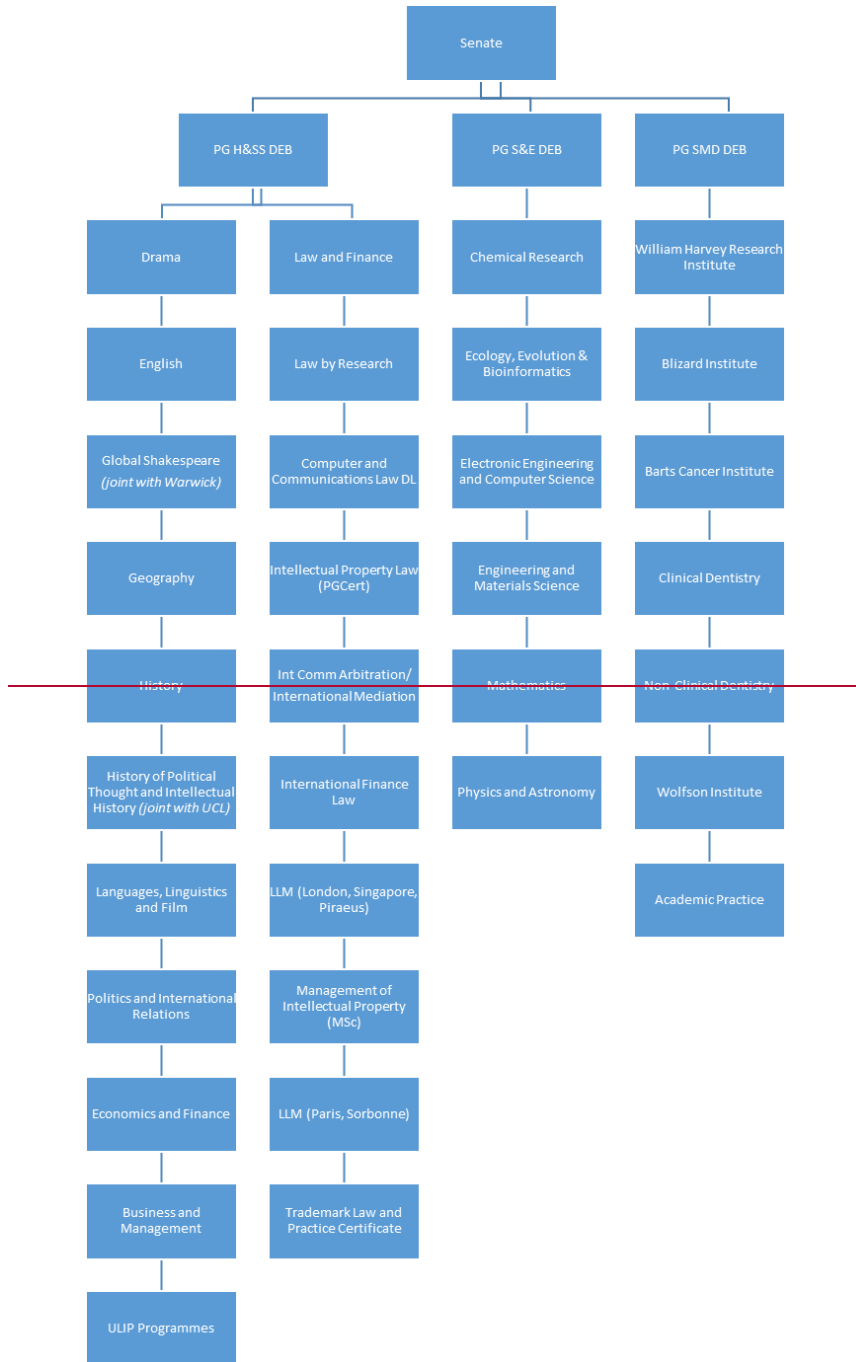 Senate
PG H&SS DEB
PG S&E DEB
PG SMD DEB
Drama
Law and Finance
Chemical Research
William Harvey Research
Institute
English
Law by Research
Ecology, Evolution &
Bioinformatics
Blizard Institute
Global Shakespeare
(joint with Warwick)
Computer and
Communications Law DL
Electronic Engineering
and Computer Science
Barts Cancer Institute
Geography
Intellectual Property Law
(PGCert)
Engineering and
Materials Science
Clinical Dentistry
History
Int Comm Arbitration/
International Mediation
Mathematics
Non-Clinical Dentistry
History of Political
Thought and Intellectual
History (joint with UCL)
International Finance
Law
Physics and Astronomy
Wolfson Institute
Languages, Linguistics
and Film
LLM (London, Singapore,
Piraeus)
Academic Practice
Politics and International
Relations
Management of
Intellectual Property
(MSc)
Economics and Finance
LLM (Paris, Sorbonne)
Business and
Management
Trademark Law and
Practice Certificate
ULIP Programmes